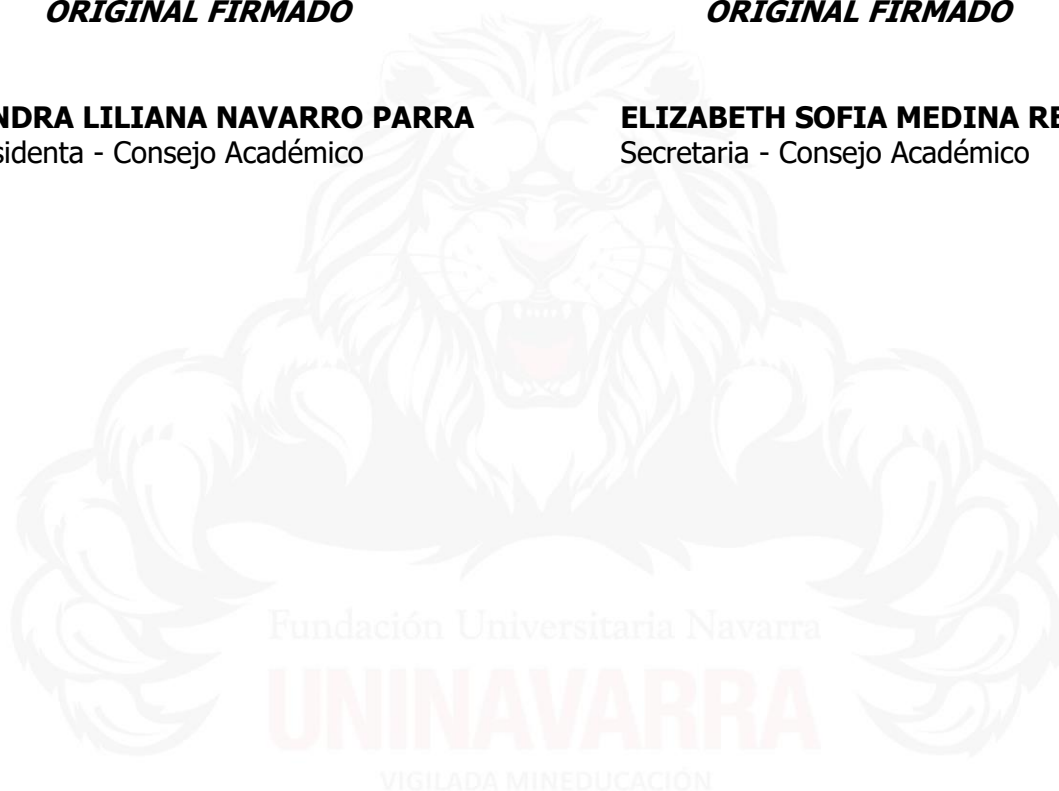 ORIGINAL FIRMADO
ORIGINAL FIRMADO
NDRA LILIANA NAVARRO PARRA
ELIZABETH SOFIA MEDINA RE
sidenta - Consejo Académico
Secretaria - Consejo Académico
Fundación Universitaria Navarra
UNINAVARRA
VIGILADA MINEDUCACIÓN